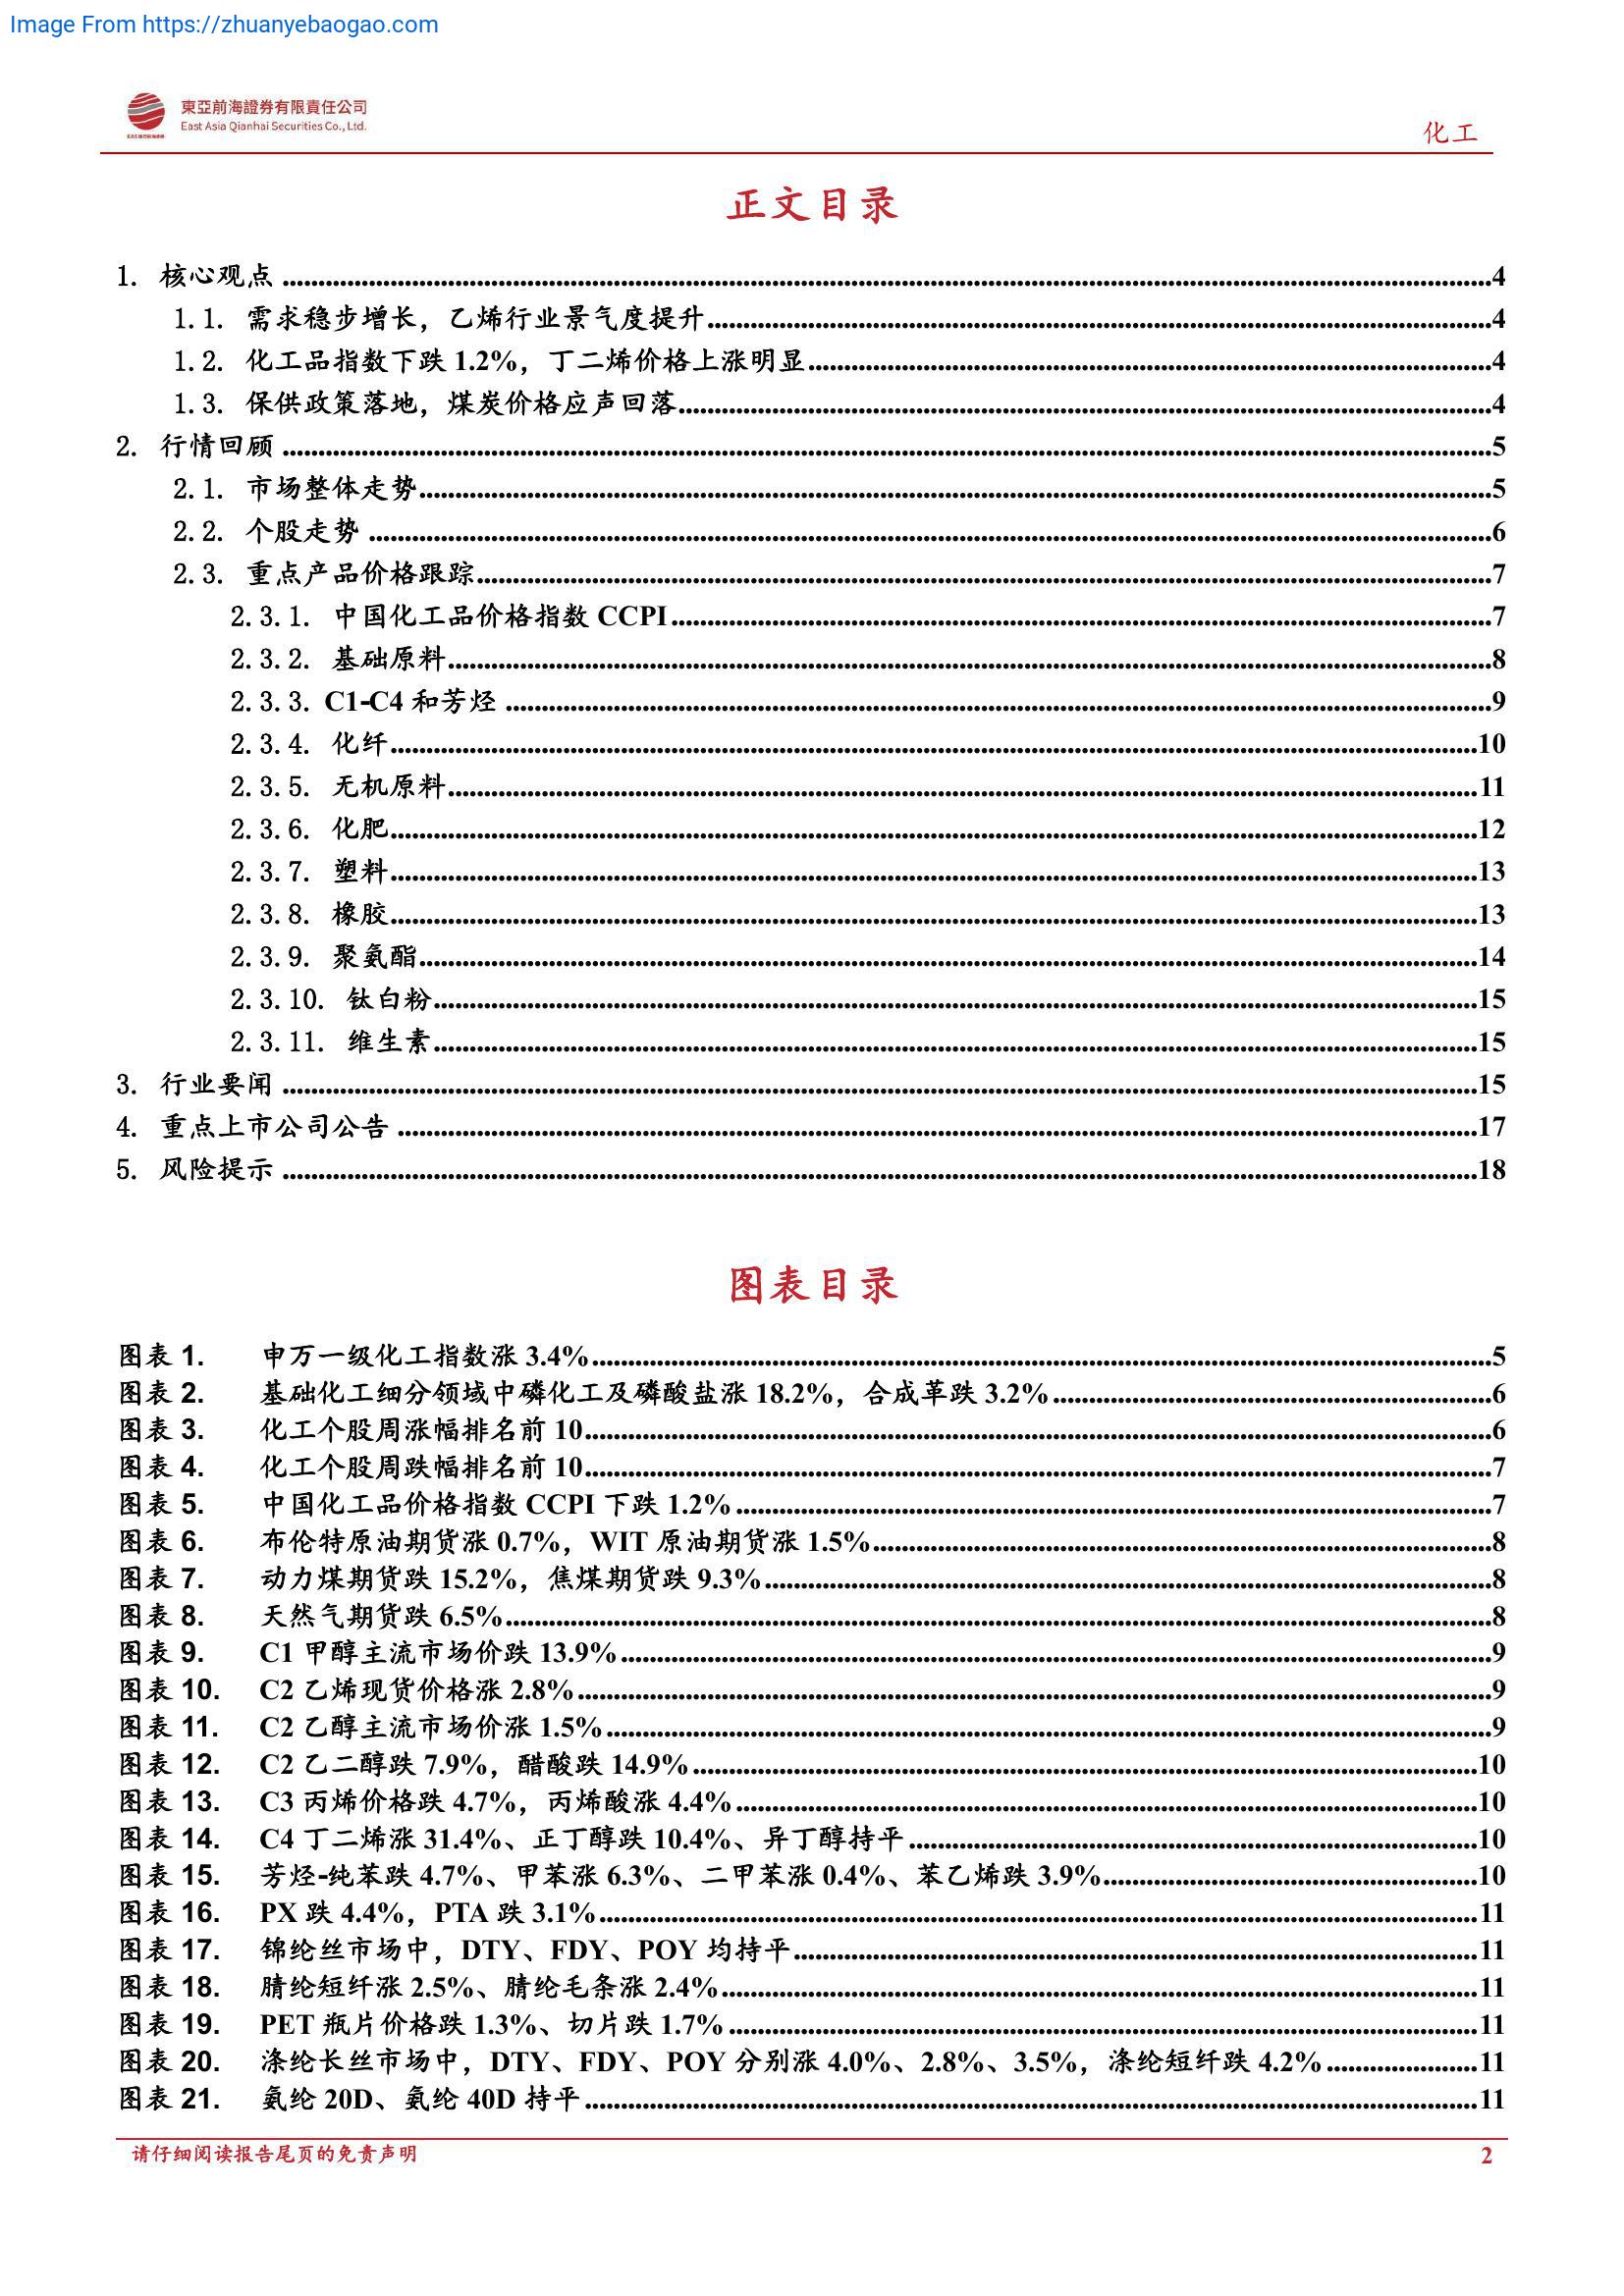 Image From https://zhuanyebaogao.com
東亞前海證券有限責任公司
East Asia Qianhai Securities Co., Ltd.
化工
正文目录
1. 核心观点 4
1.1. 需求稳步增长，乙烯行业景气度提升 4
1.2. 化工品指数下跌 1.2%，丁二烯价格上涨明显 4
1.3. 保供政策落地，煤炭价格应声回落 4
2. 行情回顾 5
2.1. 市场整体走势 5
2.2. 个股走势 6
2.3. 重点产品价格跟踪 7
2.3.1. 中国化工品价格指数 CCPI 7
2.3.2. 基础原料 8
2.3.3. C1-C4 和芳烃 9
2.3.4. 化纤 10
2.3.5. 无机原料 11
2.3.6. 化肥 12
2.3.7. 塑料 13
2.3.8. 橡胶 13
2.3.9. 聚氨酯 14
2.3.10. 钛白粉 15
2.3.11. 维生素 15
3. 行业要闻 15
4. 重点上市公司公告 17
5. 风险提示 18
图表目录
图表 1. 申万一级化工指数涨 3.4% 5
图表 2. 基础化工细分领域中磷化工及磷酸盐涨 18.2%，合成革跌 3.2% 6
图表 3. 化工个股周涨幅排名前 10 6
图表 4. 化工个股周跌幅排名前 10 7
图表 5. 中国化工品价格指数 CCPI 下跌 1.2% 7
图表 6. 布伦特原油期货涨 0.7%，WIT 原油期货涨 1.5% 8
图表 7. 动力煤期货跌 15.2%，焦煤期货跌 9.3% 8
图表 8. 天然气期货跌 6.5% 8
图表 9. C1 甲醇主流市场价跌 13.9% 9
图表 10. C2 乙烯现货价格涨 2.8% 9
图表 11. C2 乙醇主流市场价涨 1.5% 9
图表 12. C2 乙二醇跌 7.9%，醋酸跌 14.9% 10
图表 13. C3 丙烯价格跌 4.7%，丙烯酸涨 4.4% 10
图表 14. C4 丁二烯涨 31.4%、正丁醇跌 10.4%、异丁醇持平 10
图表 15. 芳烃-纯苯跌 4.7%、甲苯涨 6.3%、二甲苯涨 0.4%、苯乙烯跌 3.9% 10
图表 16. PX 跌 4.4%，PTA 跌 3.1% 11
图表 17. 锦纶丝市场中，DTY、FDY、POY 均持平 11
图表 18. 腈纶短纤涨 2.5%、腈纶毛条涨 2.4% 11
图表 19. PET 瓶片价格跌 1.3%、切片跌 1.7% 11
图表 20. 涤纶长丝市场中，DTY、FDY、POY 分别涨 4.0%、2.8%、3.5%，涤纶短纤跌 4.2% 11
图表 21. 氨纶 20D、氨纶 40D 持平 11
请仔细阅读报告尾页的免责声明
2